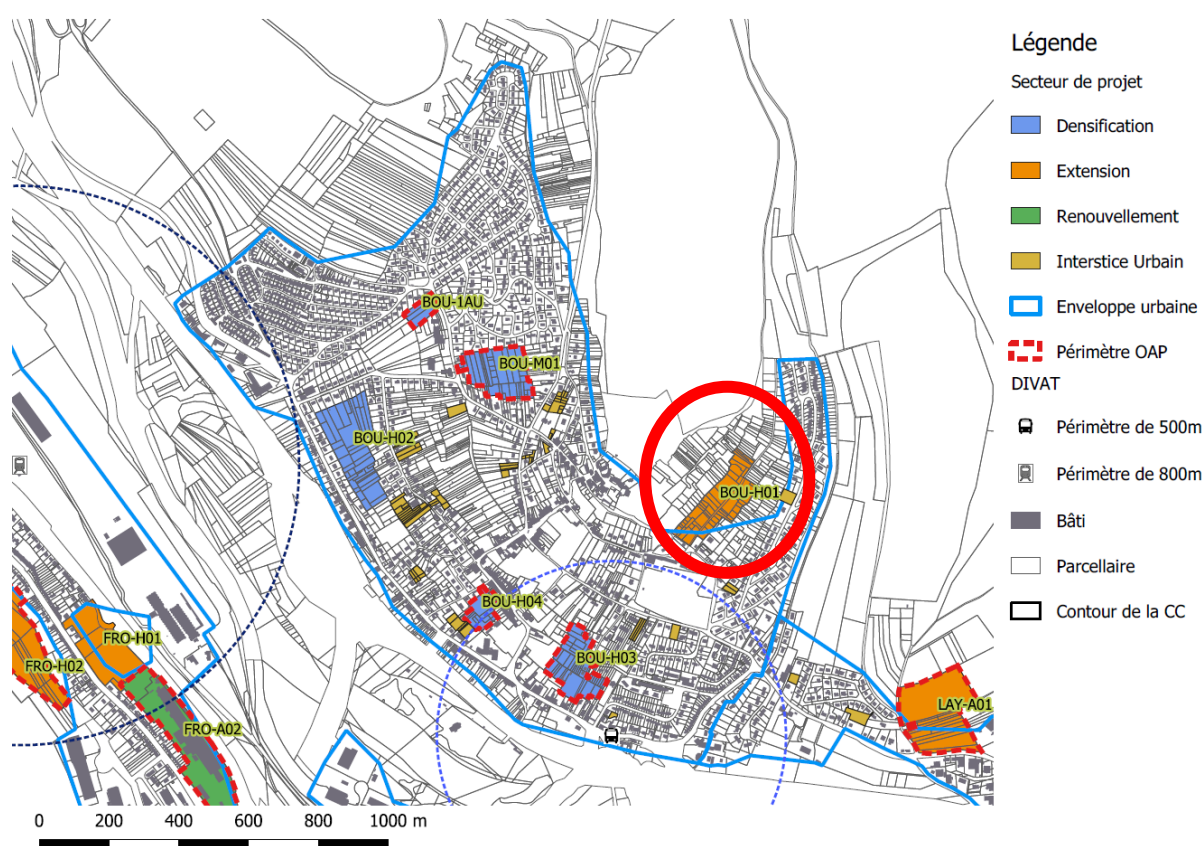 BOU-1AU
BOU-M01
BOU-H02
BOU-H01
BOU-H04
BOU-H03
FRO-H01
FRO-H02
FRO-A02
LAY-A01
0 200 400 600 800 1000 m
Légende
Secteur de projet
Densification
Extension
Renouvellement
Interstice Urbain
Enveloppe urbaine
Périmètre OAP
DIVAT
Périmètre de 500m
Périmètre de 800m
Bâti
Parcellaire
Contour de la CC